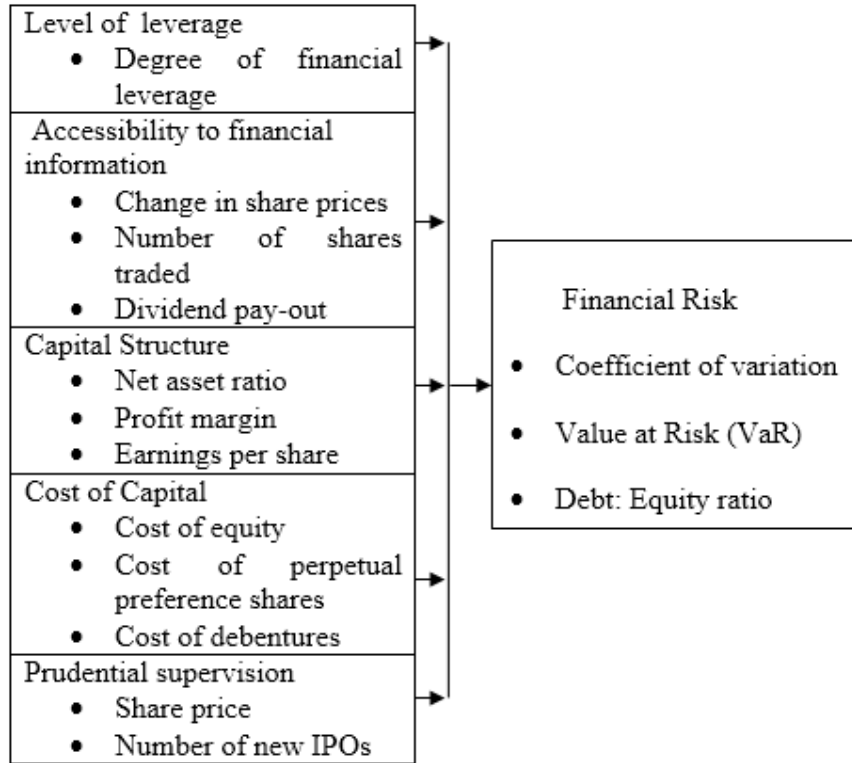 Level of leverage
• Degree of financial
leverage
Accessibility to financial
information
• Change in share prices
• Number of shares
traded
• Dividend pay-out
Capital Structure
• Net asset ratio
• Profit margin
• Earnings per share
Cost of Capital
• Cost of equity
• Cost of perpetual
preference shares
• Cost of debentures
Prudential supervision
• Share price
• Number of new IPOs
Financial Risk
• Coefficient of variation
• Value at Risk (VaR)
• Debt: Equity ratio